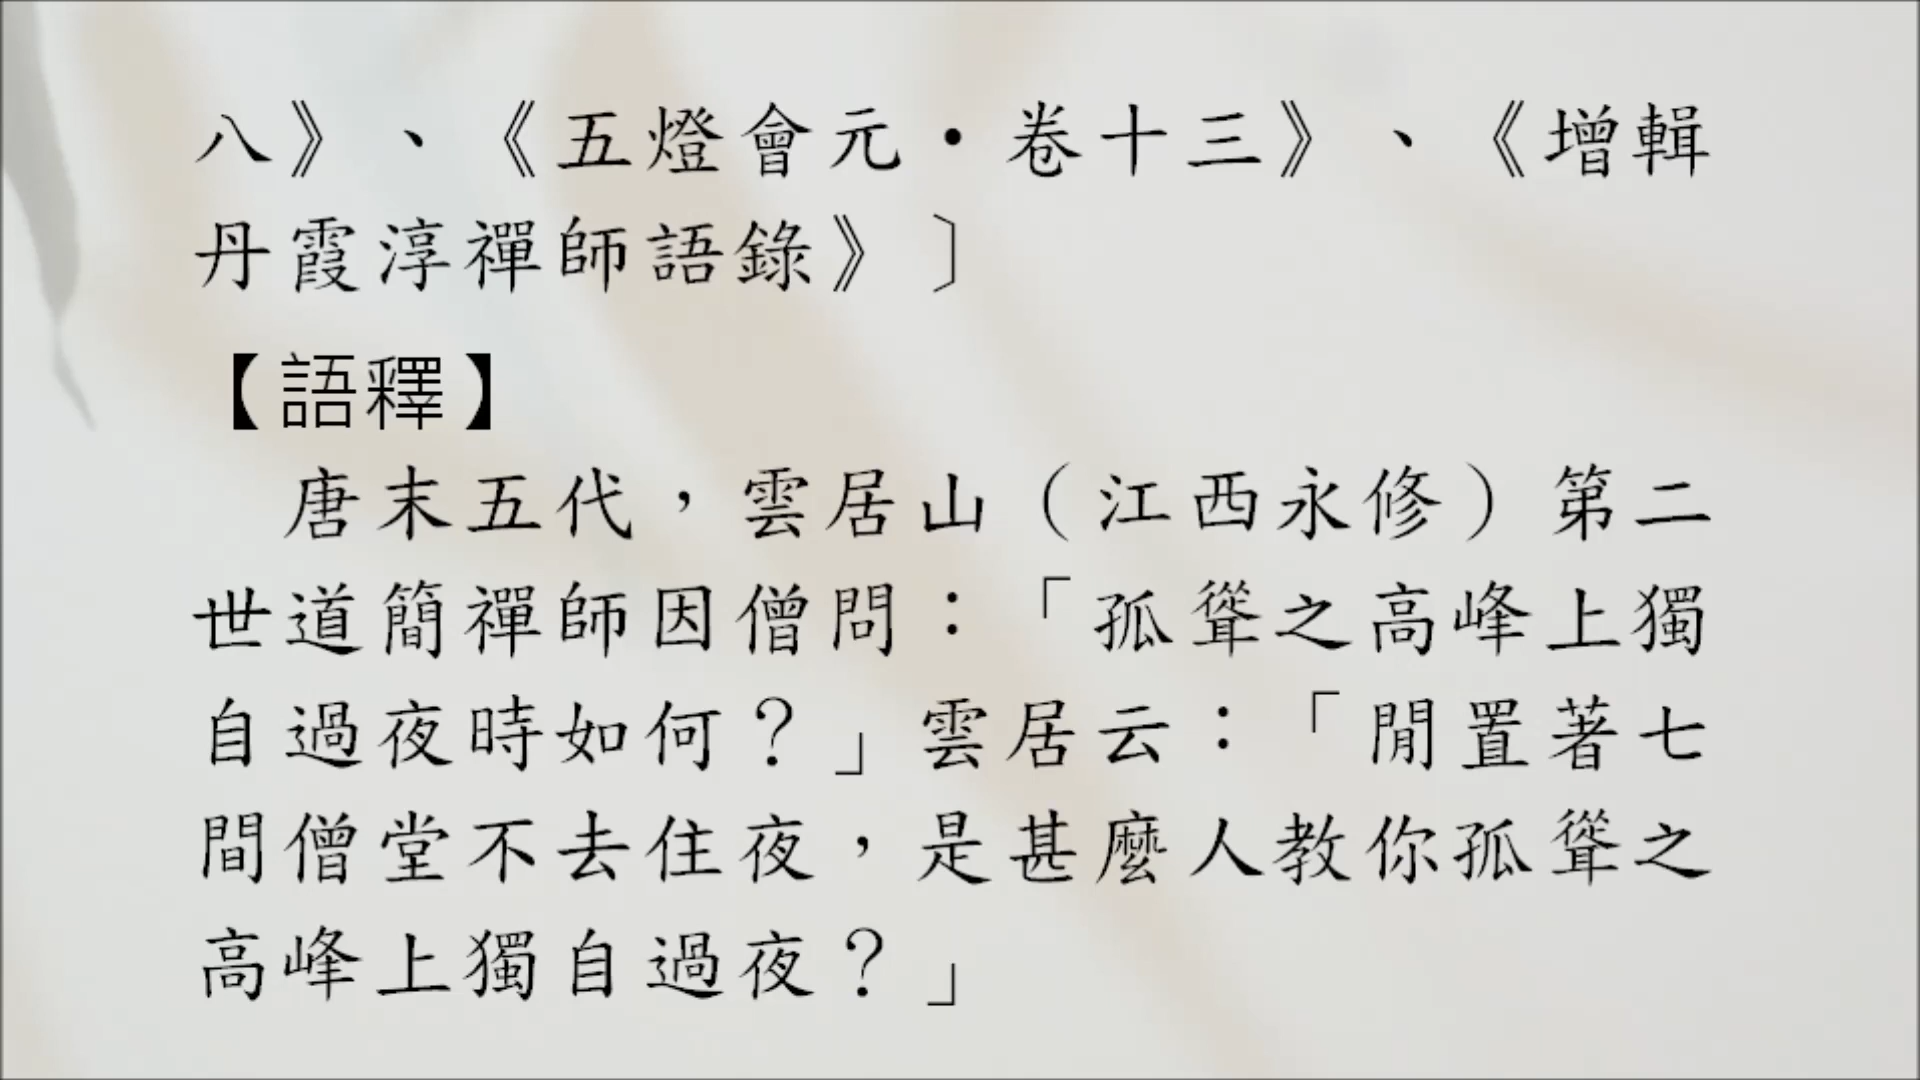 八》、《五燈會元・卷十三》、《增輯
丹霞淳禪師語錄》〕
【語釋】
唐末五代，雲居山（江西永修）第二
世道簡禪師因僧問：「孤聳之高峰上獨
自過夜時如何？」雲居云：「閒置著七
間僧堂不去住夜，是甚麼人教你孤聳之
高峰上獨自過夜？」